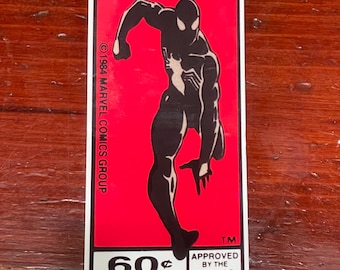 © 1984 MARVEL COMICS GROUP
TM
60¢
APPROVED
BY THE